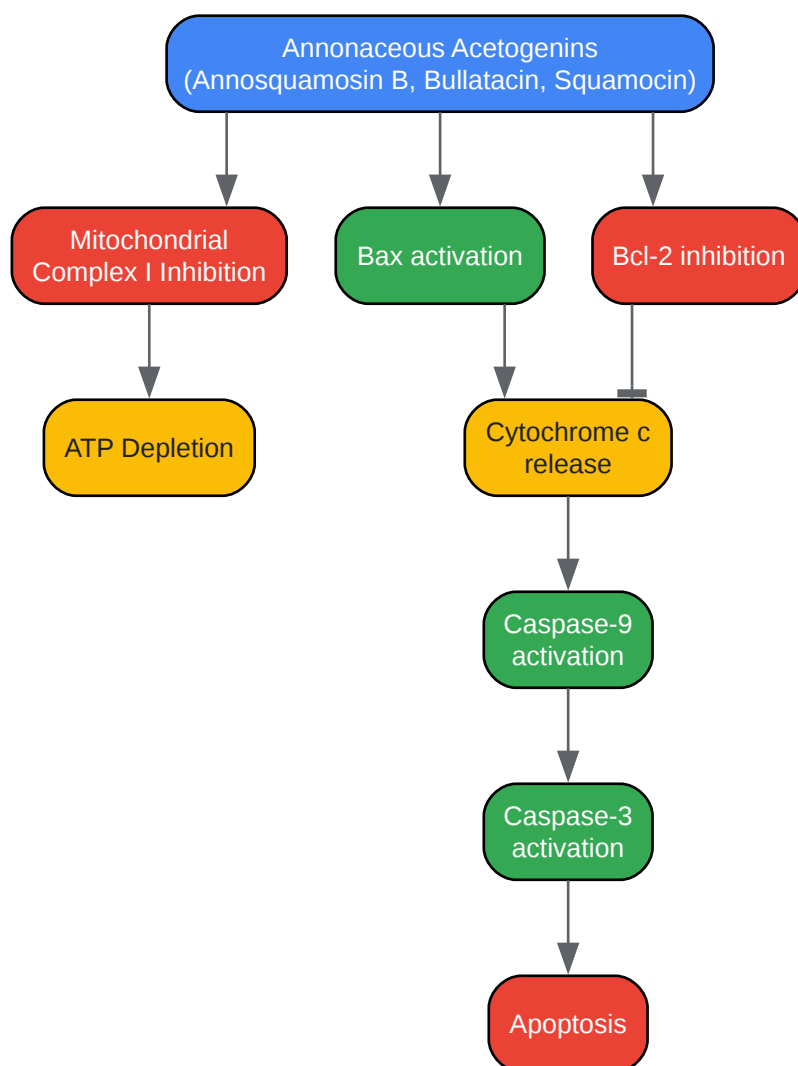 Annonaceous Acetogenins
(Annosquamosin B, Bullatacin, Squamocin)
Mitochondrial
Complex I Inhibition
Bax activation
Bcl-2 inhibition
ATP Depletion
Cytochrome c
release
Caspase-9
activation
Caspase-3
activation
Apoptosis